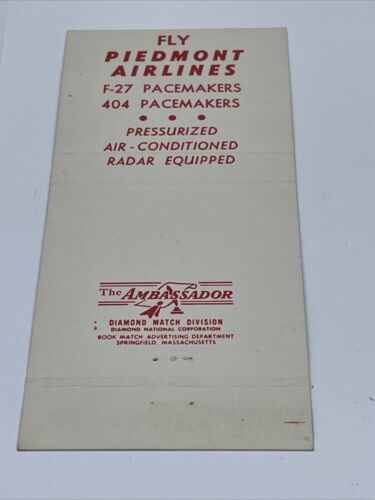 FLY
PIEDMONT
AIRLINES
F-27 PACEMAKERS
404 PACEMAKERS
• • •
PRESSURIZED
AIR-CONDITIONED
RADAR EQUIPPED
The AMBASSADOR
DIAMOND MATCH DIVISION
DIAMOND NATIONAL CORPORATION
BOOK MATCH ADVERTISING DEPARTMENT
SPRINGFIELD, MASSACHUSETTS